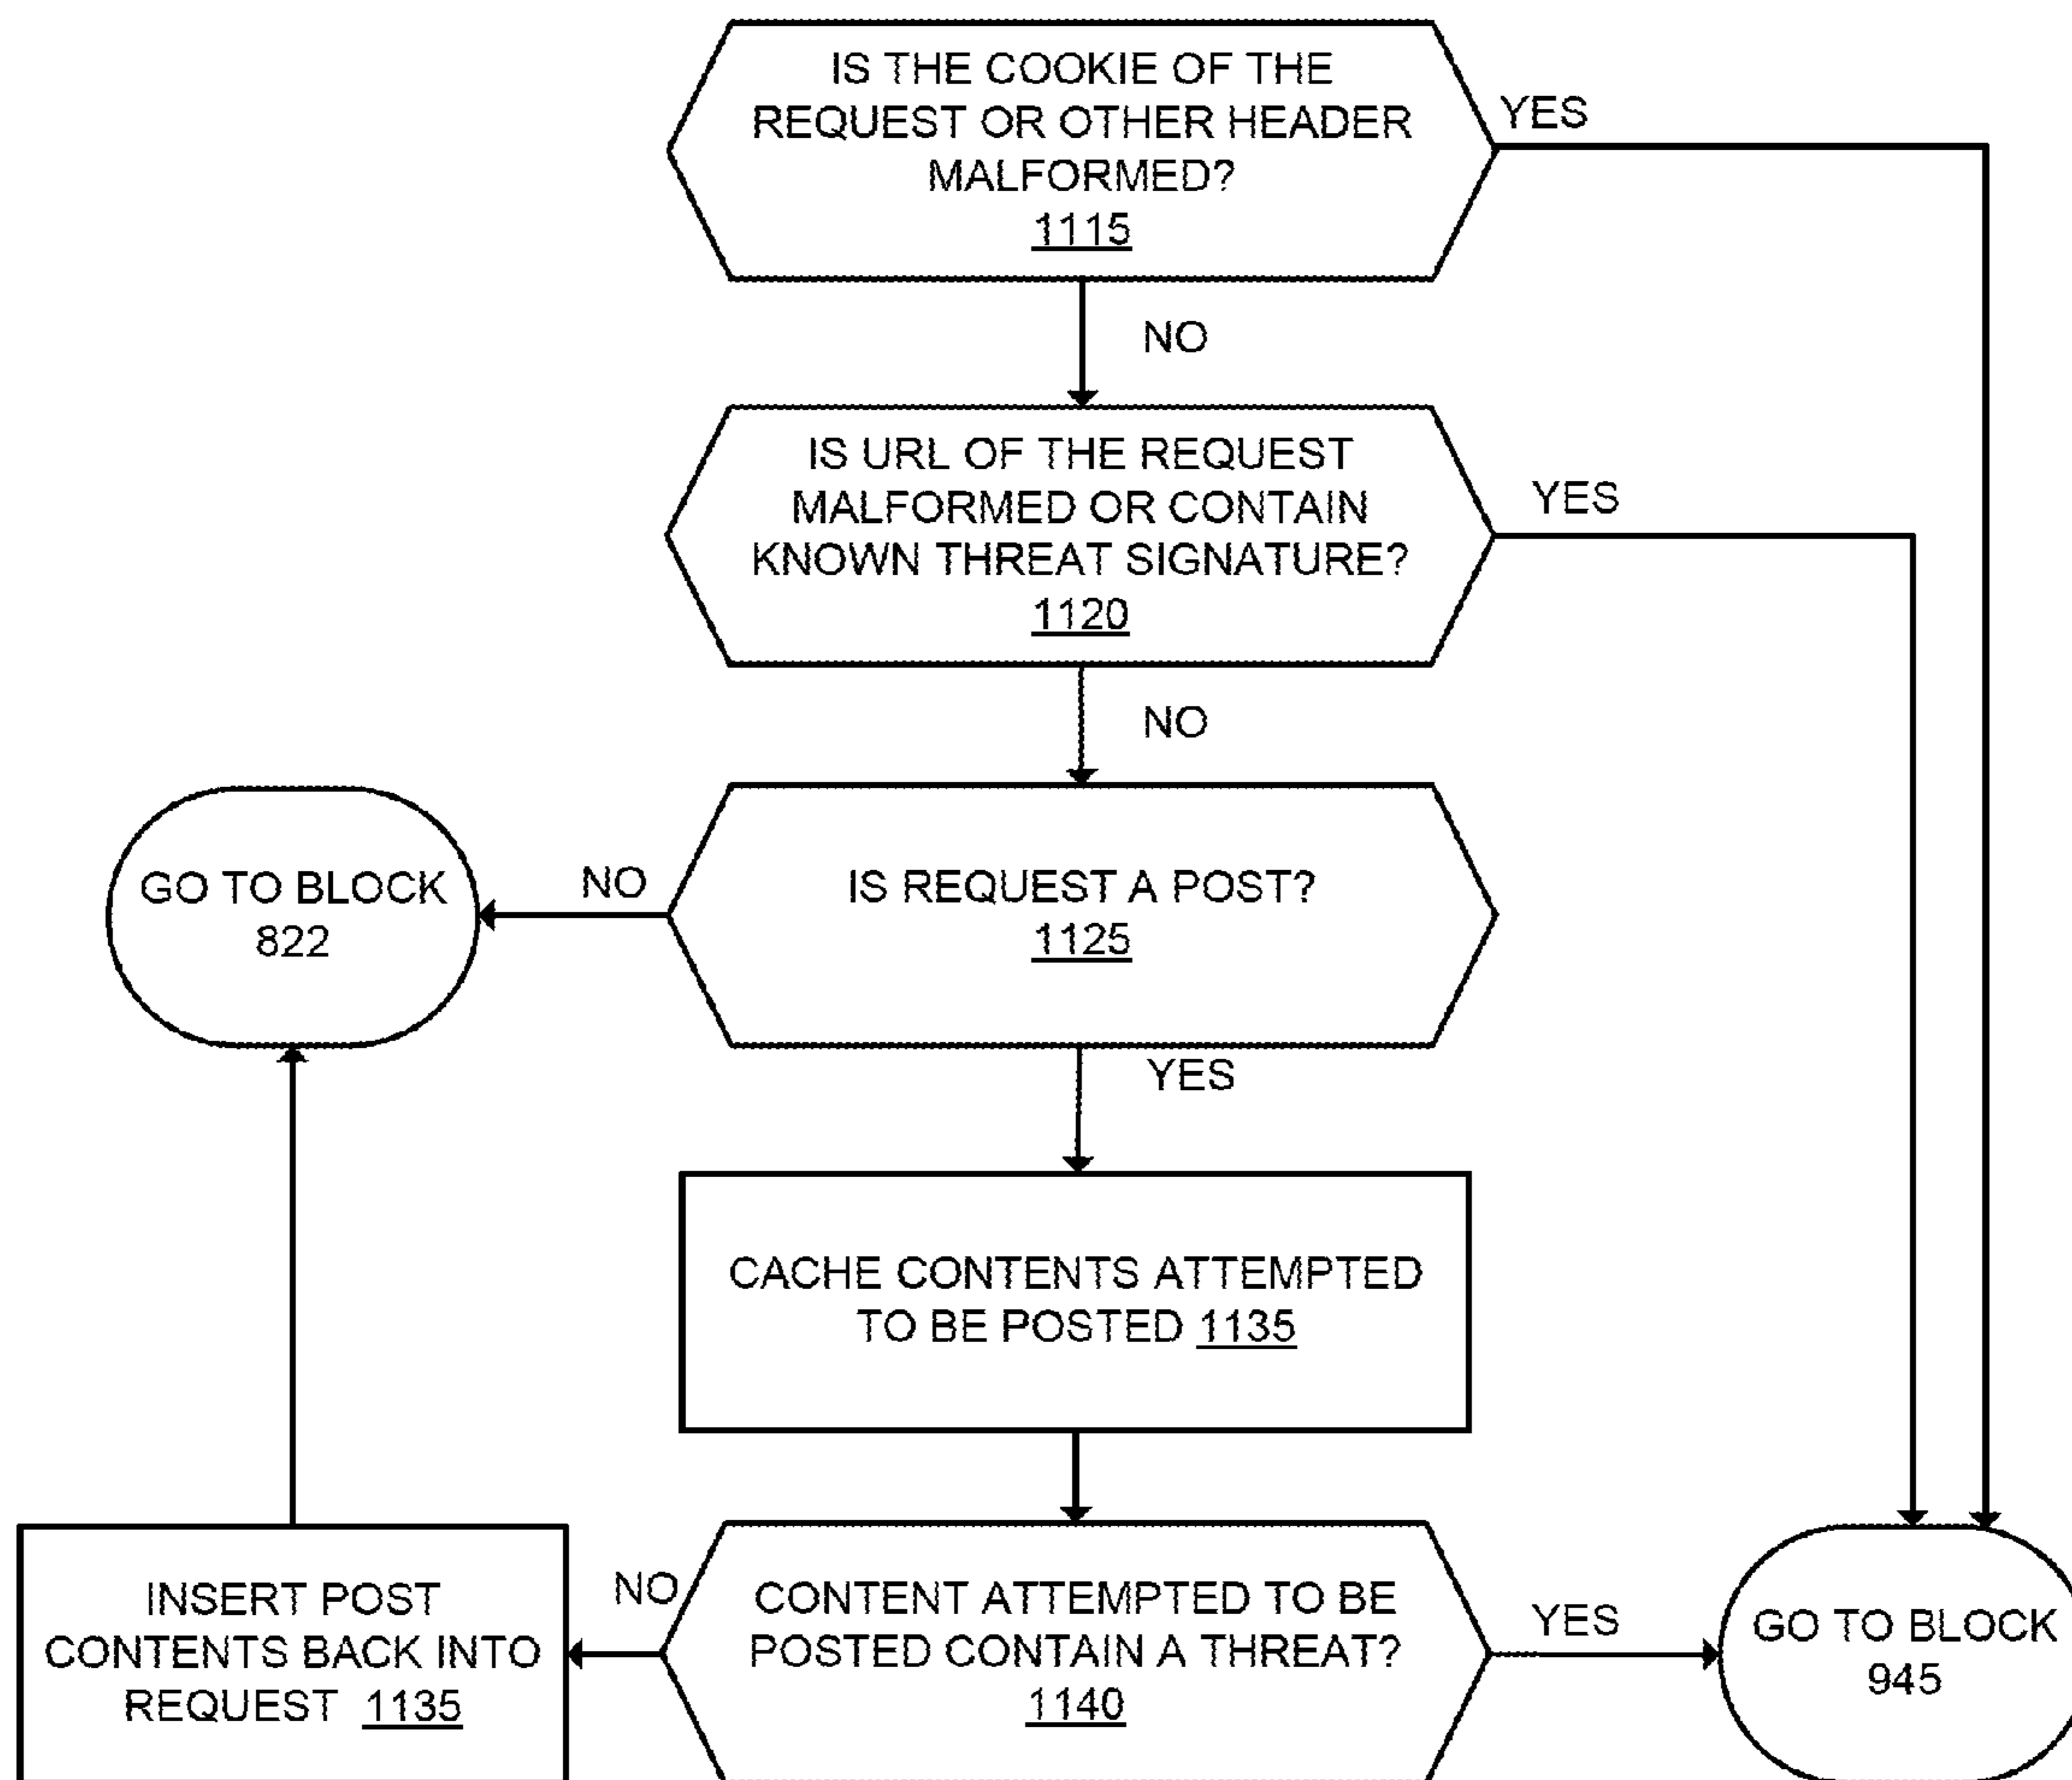 IS THE COOKIE OF THE
REQUEST OR OTHER HEADER
MALFORMED?
1115
YES
NO
IS URL OF THE REQUEST
MALFORMED OR CONTAIN
KNOWN THREAT SIGNATURE?
1120
YES
NO
GO TO BLOCK
822
NO
IS REQUEST A POST?
1125
YES
CACHE CONTENTS ATTEMPTED
TO BE POSTED 1135
INSERT POST
CONTENTS BACK INTO
REQUEST 1135
NO
CONTENT ATTEMPTED TO BE
POSTED CONTAIN A THREAT?
1140
YES
GO TO BLOCK
945